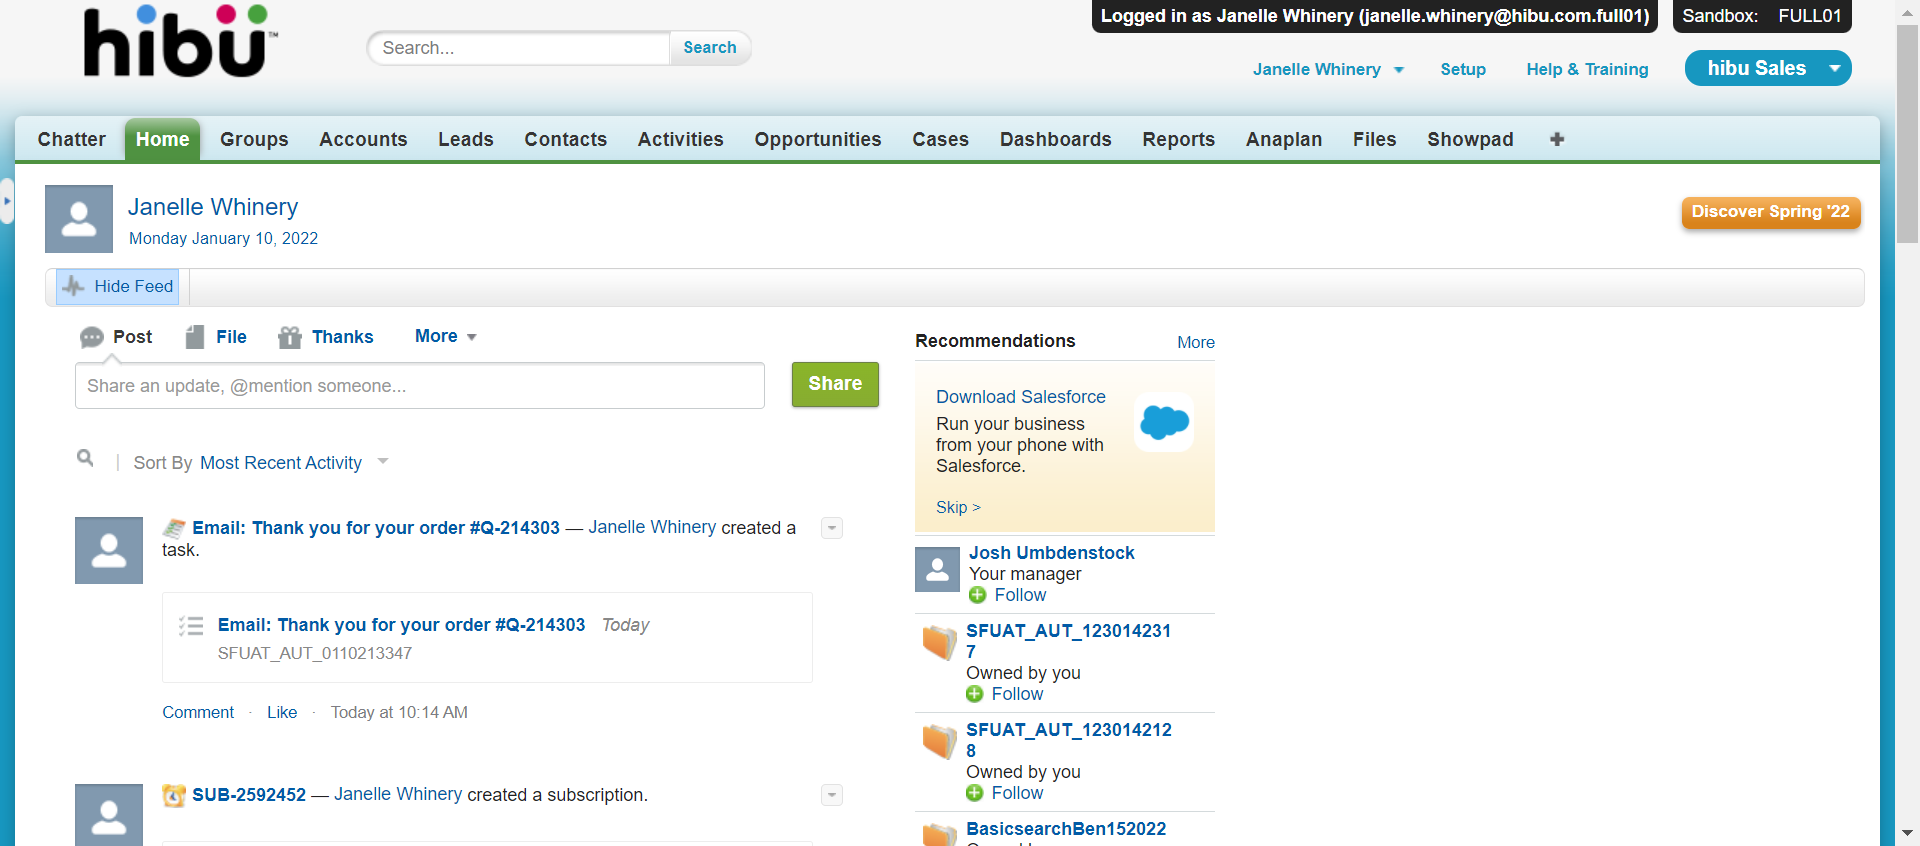 hibu™
Search...
Search
Logged in as Janelle Whinery (janelle.whinery@hibu.com.full01)
Sandbox: FULL01
Janelle Whinery
Setup
Help & Training
hibu Sales
Chatter
Home
Groups
Accounts
Leads
Contacts
Activities
Opportunities
Cases
Dashboards
Reports
Anaplan
Files
Showpad
Janelle Whinery
Monday January 10, 2022
Discover Spring '22
Hide Feed
Post
File
Thanks
More
Share an update, @mention someone...
Share
Sort By Most Recent Activity
Email: Thank you for your order #Q-214303 — Janelle Whinery created a
task.
Email: Thank you for your order #Q-214303 Today
SFUAT_AUT_0110213347
Comment · Like · Today at 10:14 AM
SUB-2592452 — Janelle Whinery created a subscription.
Recommendations
More
Download Salesforce
Run your business
from your phone with
Salesforce.
Skip >
Josh Umbdenstock
Your manager
Follow
SFUAT_AUT_123014231
7
Owned by you
Follow
SFUAT_AUT_123014212
8
Owned by you
Follow
BasicsearchBen152022